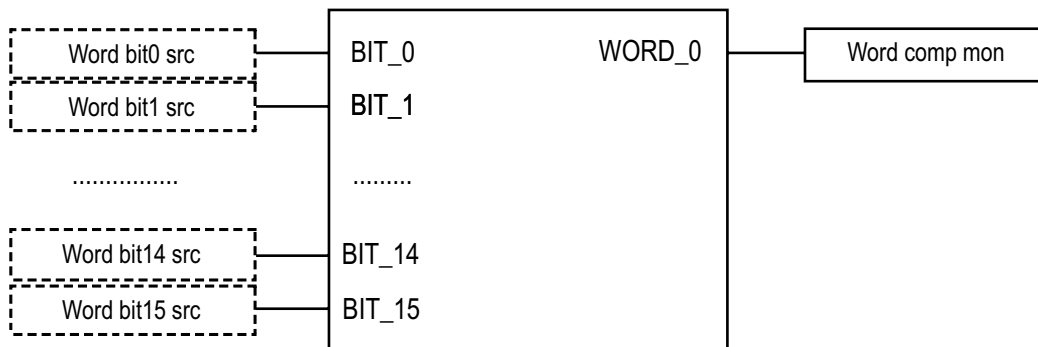 Word bit0 src BIT_0 WORD_0 Word comp mon
Word bit1 src BIT_1
................ .........
Word bit14 src BIT_14
Word bit15 src BIT_15